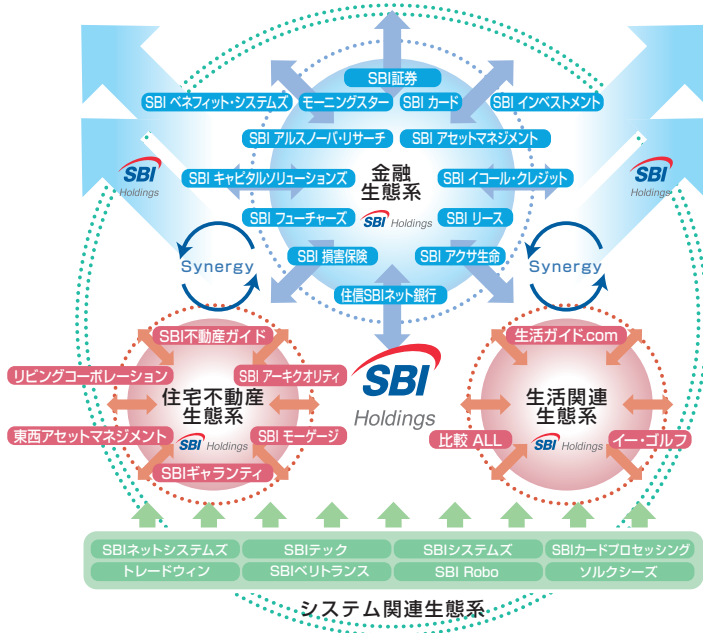 SBI証券
SBI ベネフィット・システムズ
モーニングスター
SBI カード
SBI インベストメント
SBI アルスノーバ・リサーチ
SBI アセットマネジメント
SBI Holdings
SBI Holdings
SBI キャピタルソリューションズ
金融
生態系
SBI イコール・クレジット
SBI Holdings
SBI フューチャーズ
SBI リース
SBI 損害保険
SBI アクサ生命
Synergy
Synergy
住信SBIネット銀行
SBI
Holdings
SBI不動産ガイド
リビングコーポレーション
SBI アーキクオリティ
住宅不動産
生態系
東西アセットマネジメント
SBI Holdings
SBI モーゲージ
SBIギャランティ
生活ガイド.com
生活関連
生態系
比較 ALL
SBI Holdings
イー・ゴルフ
SBIネットシステムズ
SBIテック
SBIシステムズ
SBIカードプロセッシング
トレードウィン
SBIベリトランス
SBI Robo
ソルクシーズ
システム関連生態系